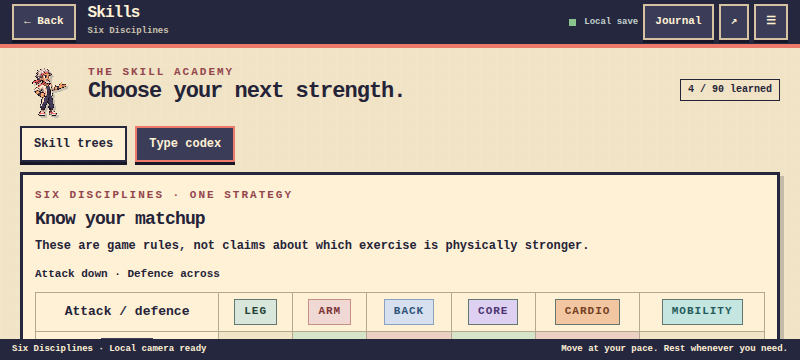 ← Back
Skills
Six Disciplines
Local save
Journal
↗
☰
THE SKILL ACADEMY
Choose your next strength.
4 / 90 learned
Skill trees
Type codex
SIX DISCIPLINES · ONE STRATEGY
Know your matchup
These are game rules, not claims about which exercise is physically stronger.
Attack down · Defence across
Attack / defence
LEG
ARM
BACK
CORE
CARDIO
MOBILITY
Six Disciplines · Local camera ready
Move at your pace. Rest whenever you need.